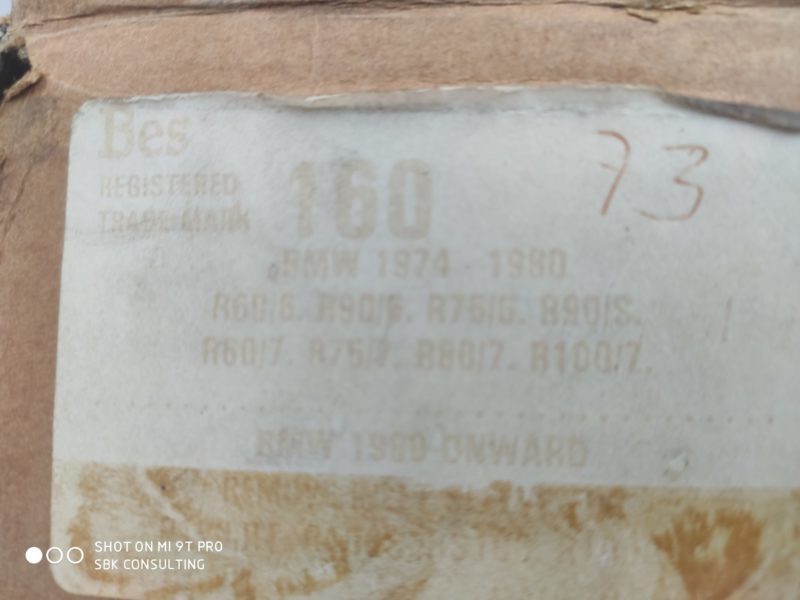 Bes
REGISTERED
TRADE MARK
160
73
BMW 1974 - 1980
R60/6. R90/6. R75/6. R90/S.
R60/7. R75/7. R80/7. R100/7.
BMW 1980 ONWARD
SHOT ON MI 9T PRO
SBK CONSULTING